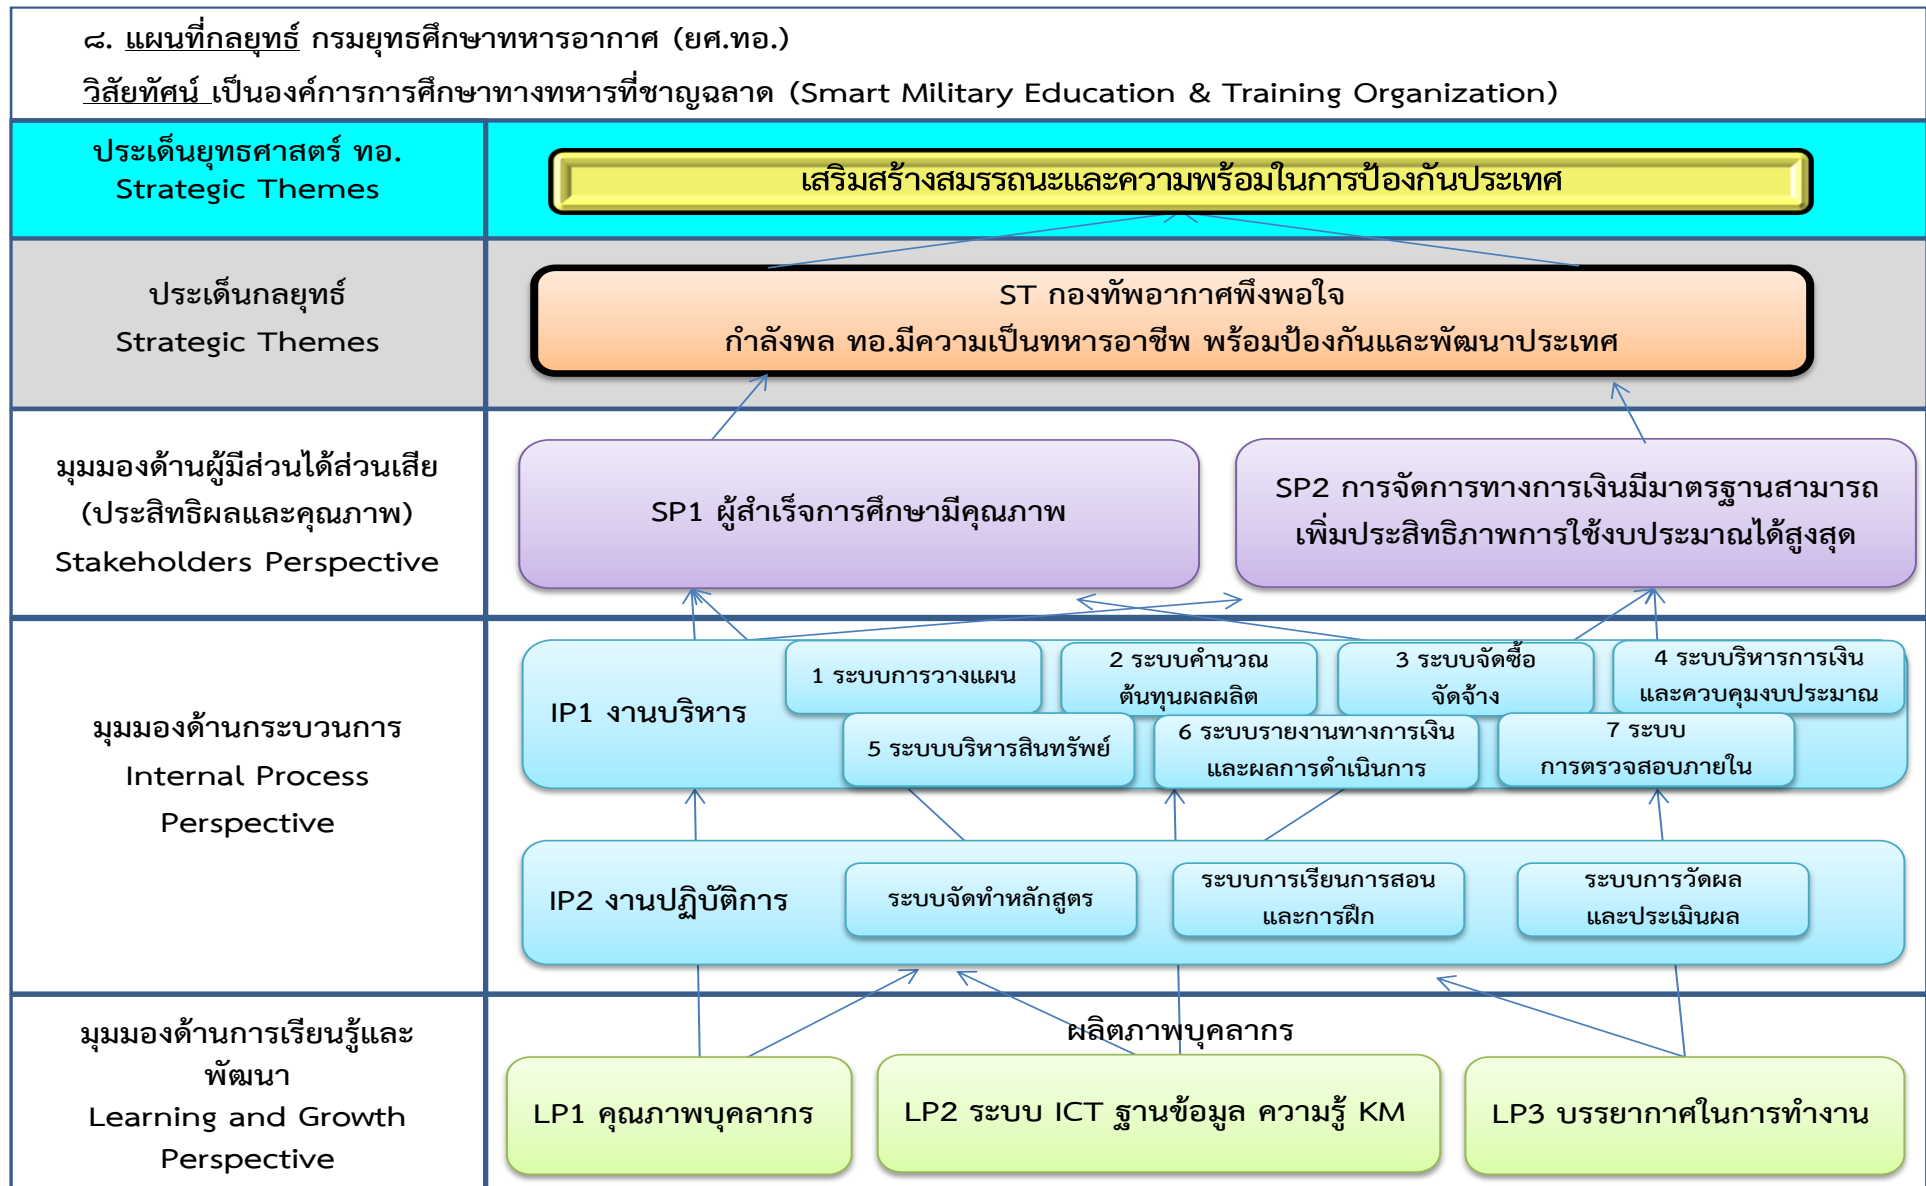 ๘. แผนที่กลยุทธ์ กรมยุทธศึกษาทหารอากาศ (ยศ.ทอ.)
วิสัยทัศน์ เป็นองค์การการศึกษาทางทหารที่ชาญฉลาด (Smart Military Education & Training Organization)
ประเด็นยุทธศาสตร์ ทอ.
Strategic Themes
เสริมสร้างสมรรถนะและความพร้อมในการป้องกันประเทศ
ประเด็นกลยุทธ์
Strategic Themes
ST กองทัพอากาศพึงพอใจ
กำลังพล ทอ.มีความเป็นทหารอาชีพ พร้อมป้องกันและพัฒนาประเทศ
มุมมองด้านผู้มีส่วนได้ส่วนเสีย
(ประสิทธิผลและคุณภาพ)
Stakeholders Perspective
SP1 ผู้สำเร็จการศึกษามีคุณภาพ
SP2 การจัดการทางการเงินมีมาตรฐานสามารถ
เพิ่มประสิทธิภาพการใช้งบประมาณได้สูงสุด
มุมมองด้านกระบวนการ
Internal Process
Perspective
IP1 งานบริหาร
1 ระบบการวางแผน
2 ระบบคำนวณ
ต้นทุนผลผลิต
3 ระบบจัดซื้อ
จัดจ้าง
4 ระบบริหารการเงิน
และควบคุมงบประมาณ
5 ระบบบริหารสินทรัพย์
6 ระบบรายงานทางการเงิน
และผลการดำเนินการ
7 ระบบ
การตรวจสอบภายใน
IP2 งานปฏิบัติการ
ระบบจัดทำหลักสูตร
ระบบการเรียนการสอน
และการฝึก
ระบบการวัดผล
และประเมินผล
มุมมองด้านการเรียนรู้และ
พัฒนา
Learning and Growth
Perspective
ผลิตภาพบุคลากร
LP1 คุณภาพบุคลากร
LP2 ระบบ ICT ฐานข้อมูล ความรู้ KM
LP3 บรรยากาศในการทำงาน